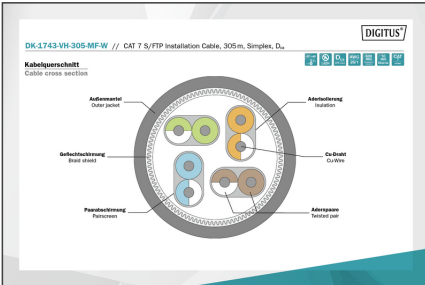 DIGITUS®
DK-1743-VH-305-MF-W // CAT 7 S/FTP Installation Cable, 305 m, Simplex, Dca
Kabelquerschnitt
Cable cross section
Außenmantel
Outer jacket
Aderisolierung
Insulation
Geflechtschirmung
Braid shield
Cu-Draht
Cu-Wire
Paarabschirmung
Pairscreen
Adernpaare
Twisted pair